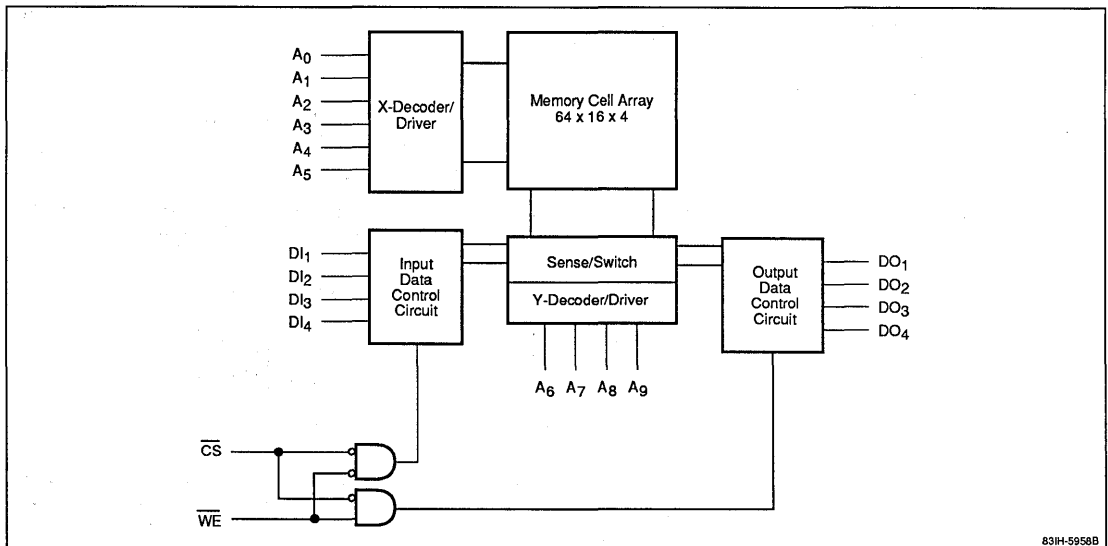 A0
A1
A2
A3
A4
A5
X-Decoder/
Driver
Memory Cell Array
64 x 16 x 4
DI1
DI2
DI3
DI4
Input
Data
Control
Circuit
Sense/Switch
Y-Decoder/Driver
A6 A7 A8 A9
Output
Data
Control
Circuit
DO1
DO2
DO3
DO4
C̅S̅
W̅E̅
83IH-5958B